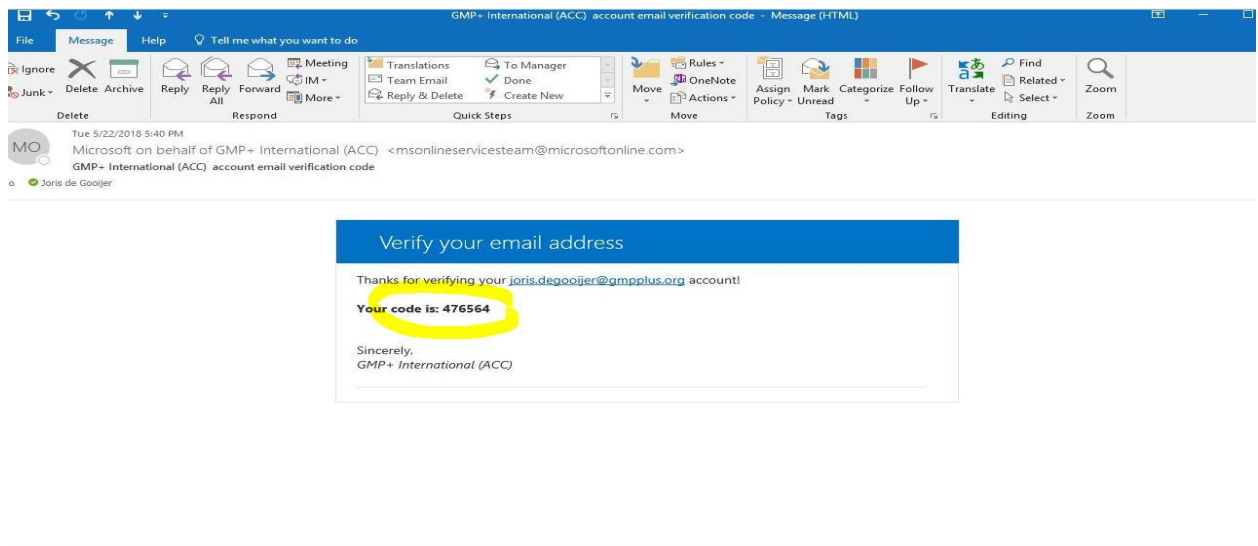 GMP+ International (ACC) account email verification code - Message (HTML)
File Message Help Tell me what you want to do
Ignore
Junk
Delete Archive
Reply Reply All Forward
Meeting
IM
More
Translations
Team Email
Reply & Delete
To Manager
Done
Create New
Move
Rules
OneNote
Actions
Assign Policy Mark Unread Categorize Follow Up
Translate
Find
Related
Select
Zoom
Delete Respond Quick Steps Move Tags Editing Zoom
Tue 5/22/2018 5:40 PM
MO
Microsoft on behalf of GMP+ International (ACC) <msonlineservicesteam@microsoftonline.com>
GMP+ International (ACC) account email verification code
o Joris de Gooijer
Verify your email address
Thanks for verifying your joris.degooijer@gmpplus.org account!
Your code is: 476564
Sincerely,
GMP+ International (ACC)